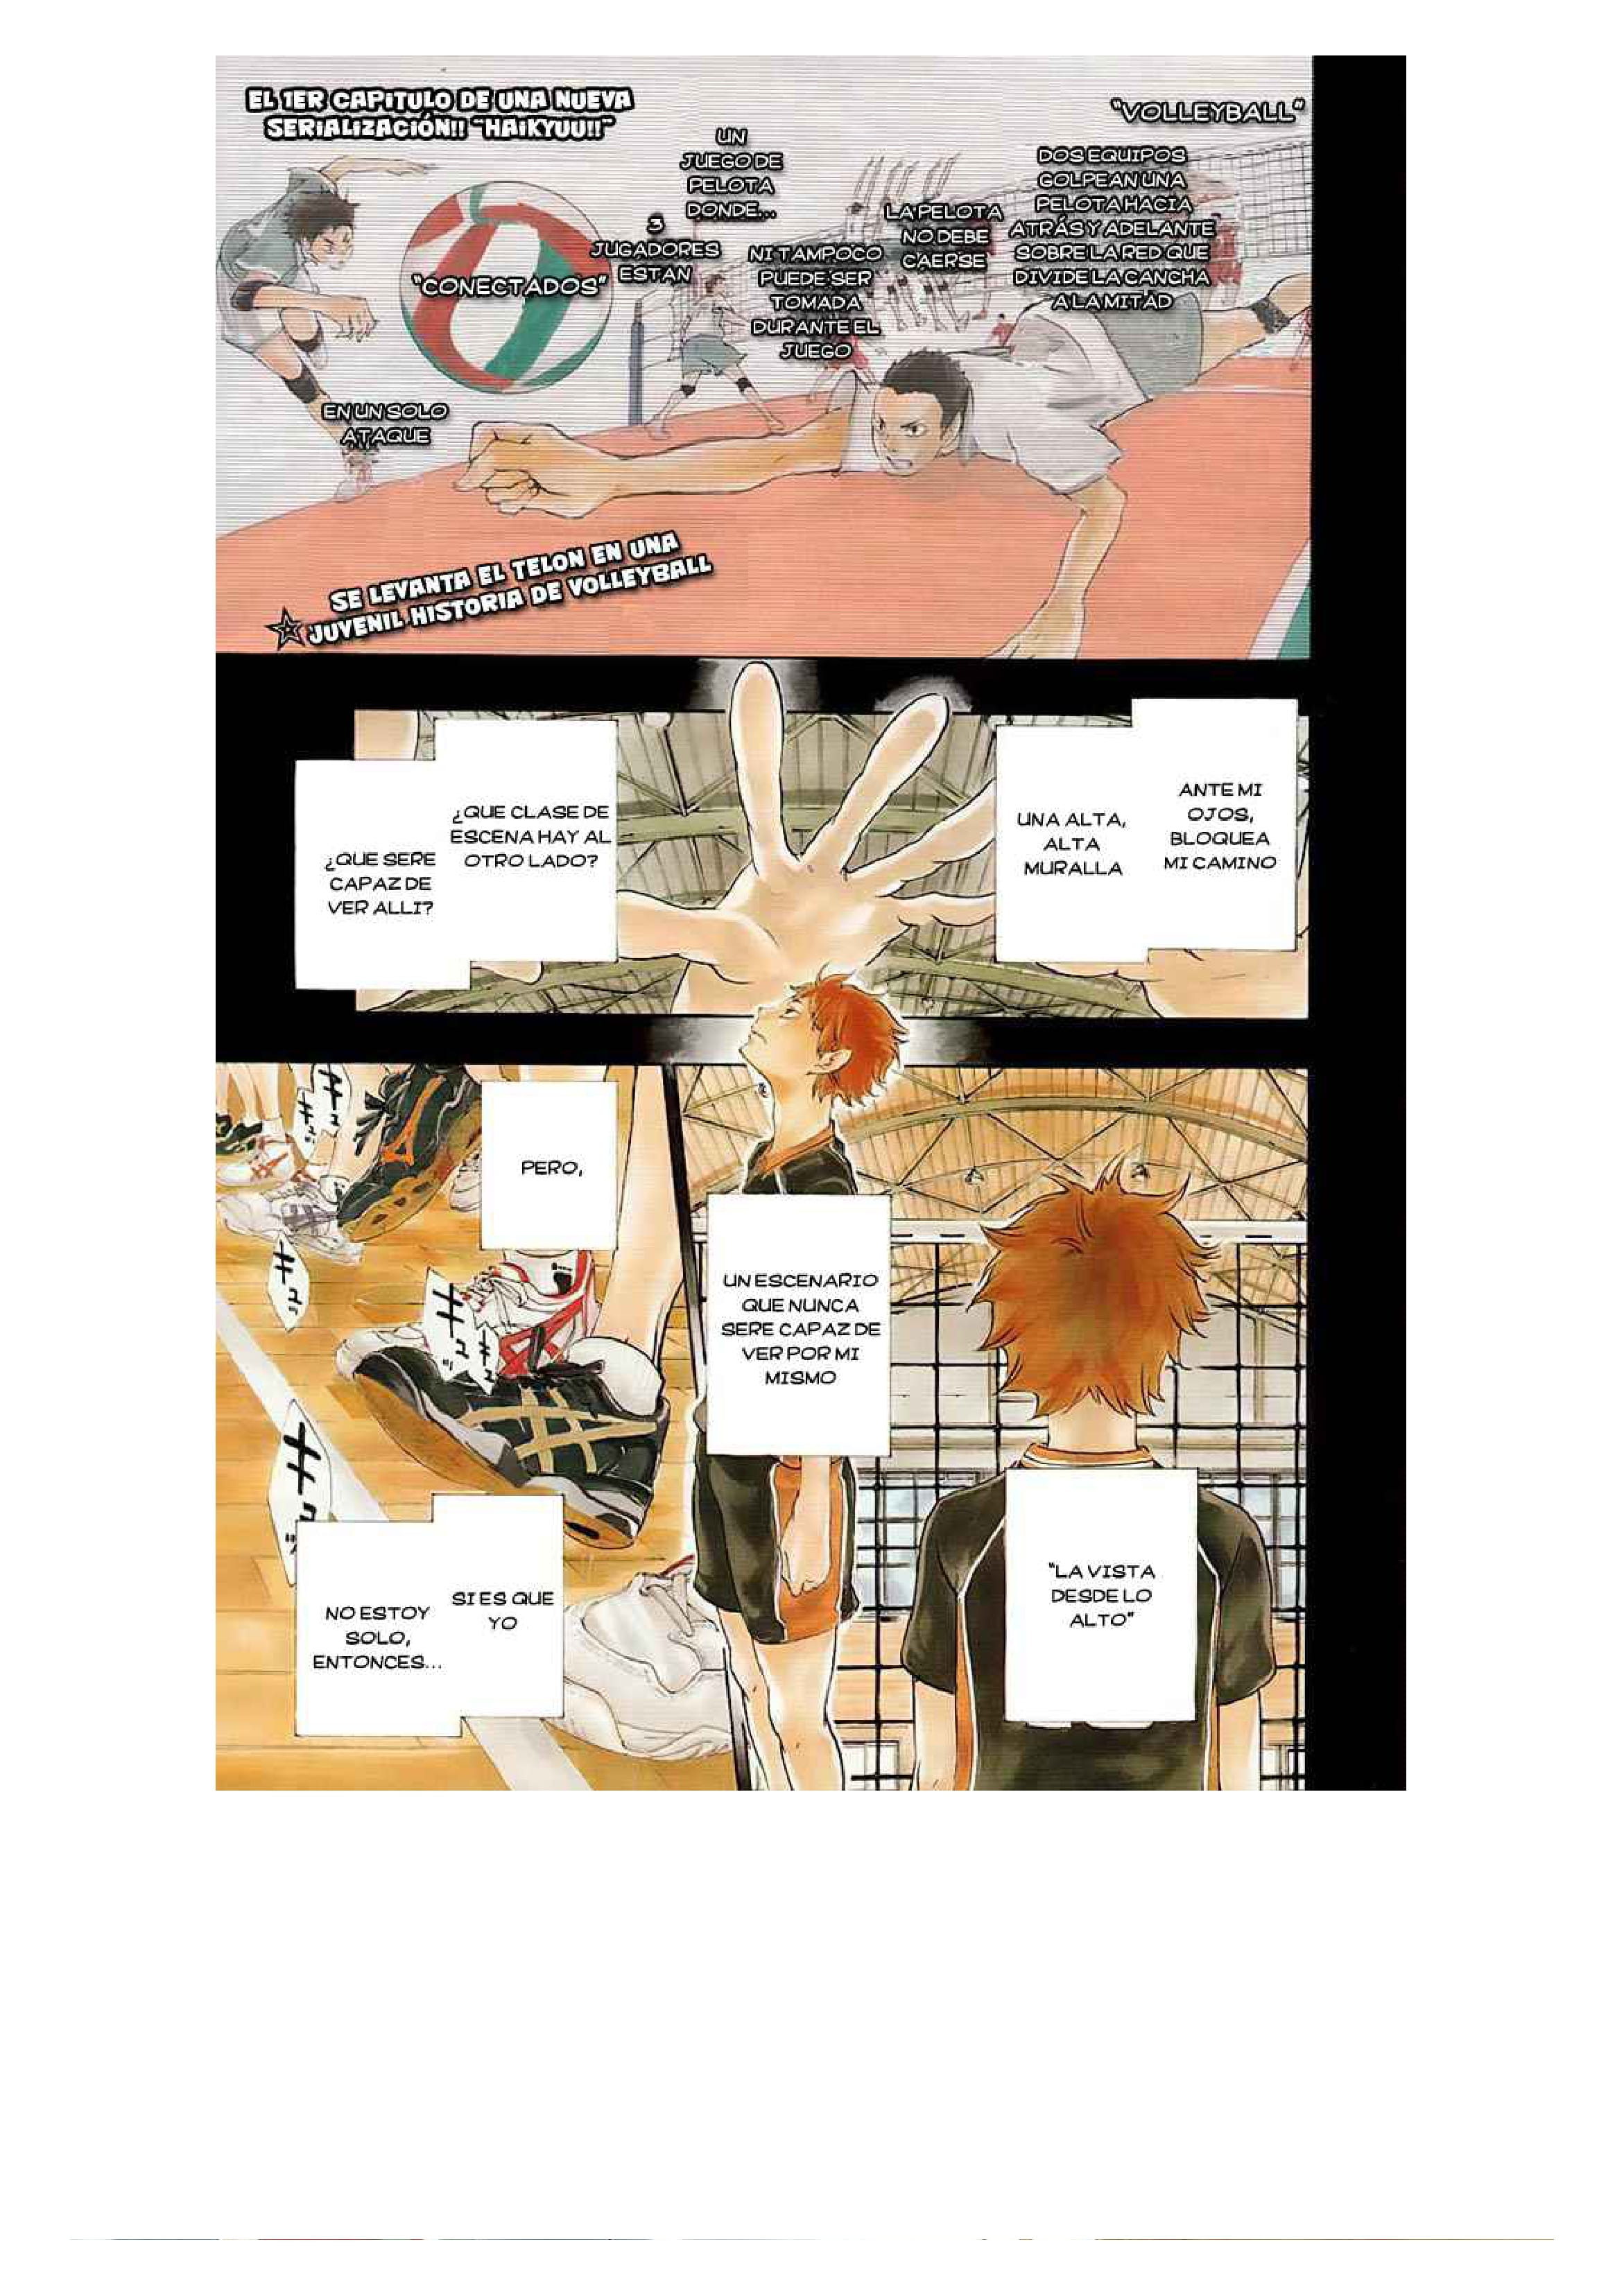 EL 1ER CAPITULO DE UNA NUEVA
SERIALIZACIÓN!! "HAIKYUU!!"
"VOLLEYBALL"
DOS EQUIPOS
GOLPEAN UNA
PELOTA HACIA
ATRÁS Y ADELANTE
SOBRE LA RED QUE
DIVIDE LA CANCHA
A LA MITAD
LA PELOTA
NO DEBE
CAERSE
NI TAMPOCO
PUEDE SER
TOMADA
DURANTE EL
JUEGO
UN
JUEGO DE
PELOTA
DONDE...
3
JUGADORES
ESTAN
"CONECTADOS"
EN UN SOLO
ATAQUE
SE LEVANTA EL TELON EN UNA
JUVENIL HISTORIA DE VOLLEYBALL
ANTE MI
OJOS,
BLOQUEA
MI CAMINO
UNA ALTA,
ALTA
MURALLA
¿QUE CLASE DE
ESCENA HAY AL
OTRO LADO?
¿QUE SERE
CAPAZ DE
VER ALLI?
"LA VISTA
DESDE LO
ALTO"
UN ESCENARIO
QUE NUNCA
SERE CAPAZ DE
VER POR MI
MISMO
PERO,
SI ES QUE
YO
NO ESTOY
SOLO,
ENTONCES...